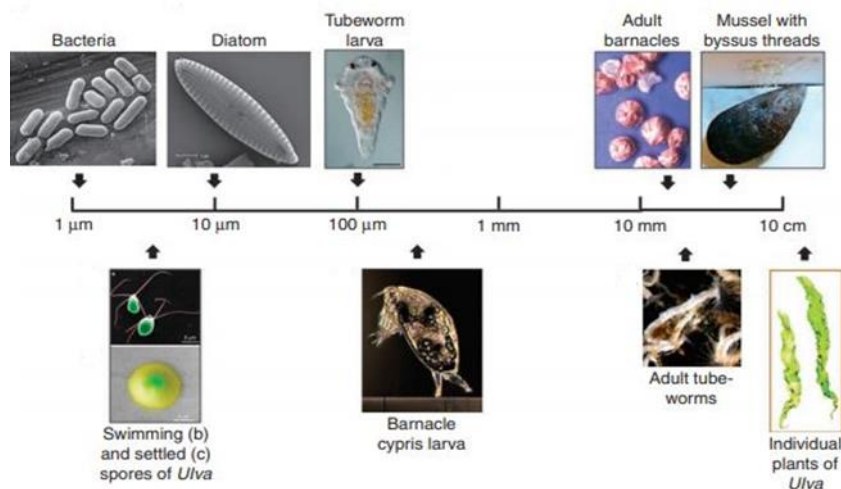 Bacteria
Diatom
Tubeworm
larva
Adult
barnacles
Mussel with
byssus threads
1 µm
10 µm
100 µm
1 mm
10 mm
10 cm
Swimming (b)
and settled (c)
spores of Ulva
Barnacle
cypris larva
Adult tube-
worms
Individual
plants of
Ulva